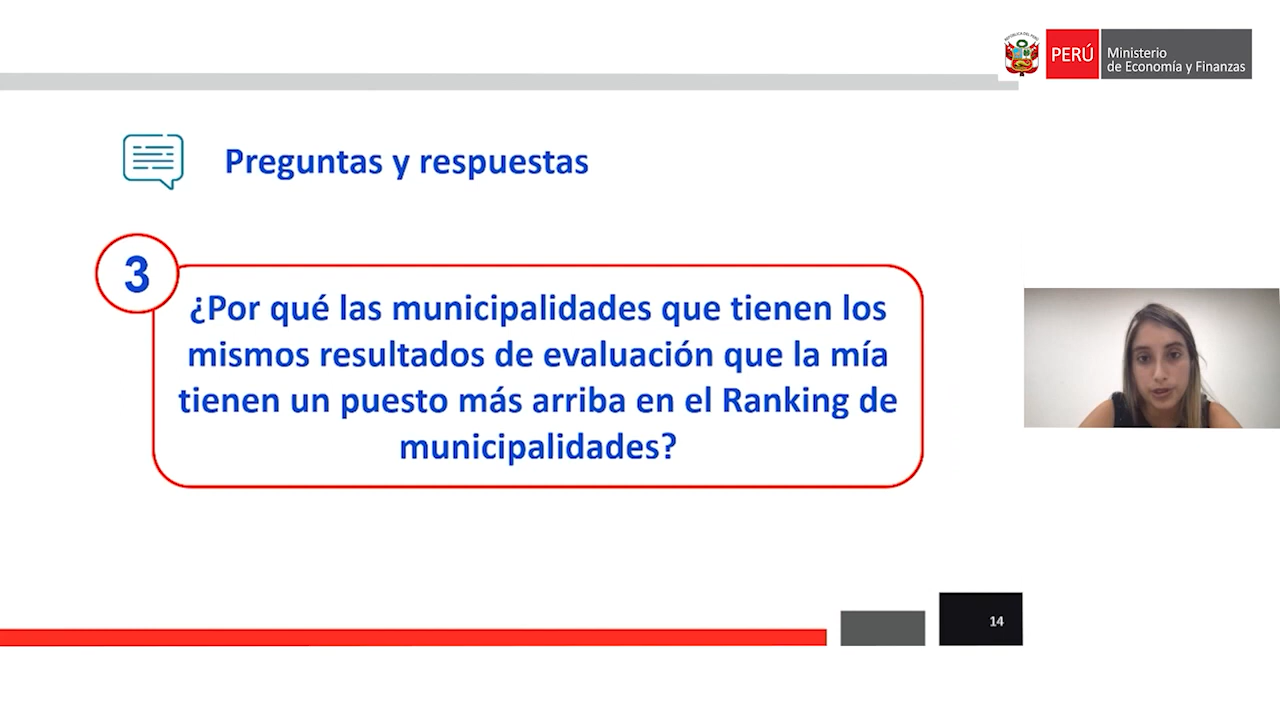 PERÚ
Ministerio
de Economía y Finanzas
Preguntas y respuestas
3
¿Por qué las municipalidades que tienen los
mismos resultados de evaluación que la mía
tienen un puesto más arriba en el Ranking de
municipalidades?
14